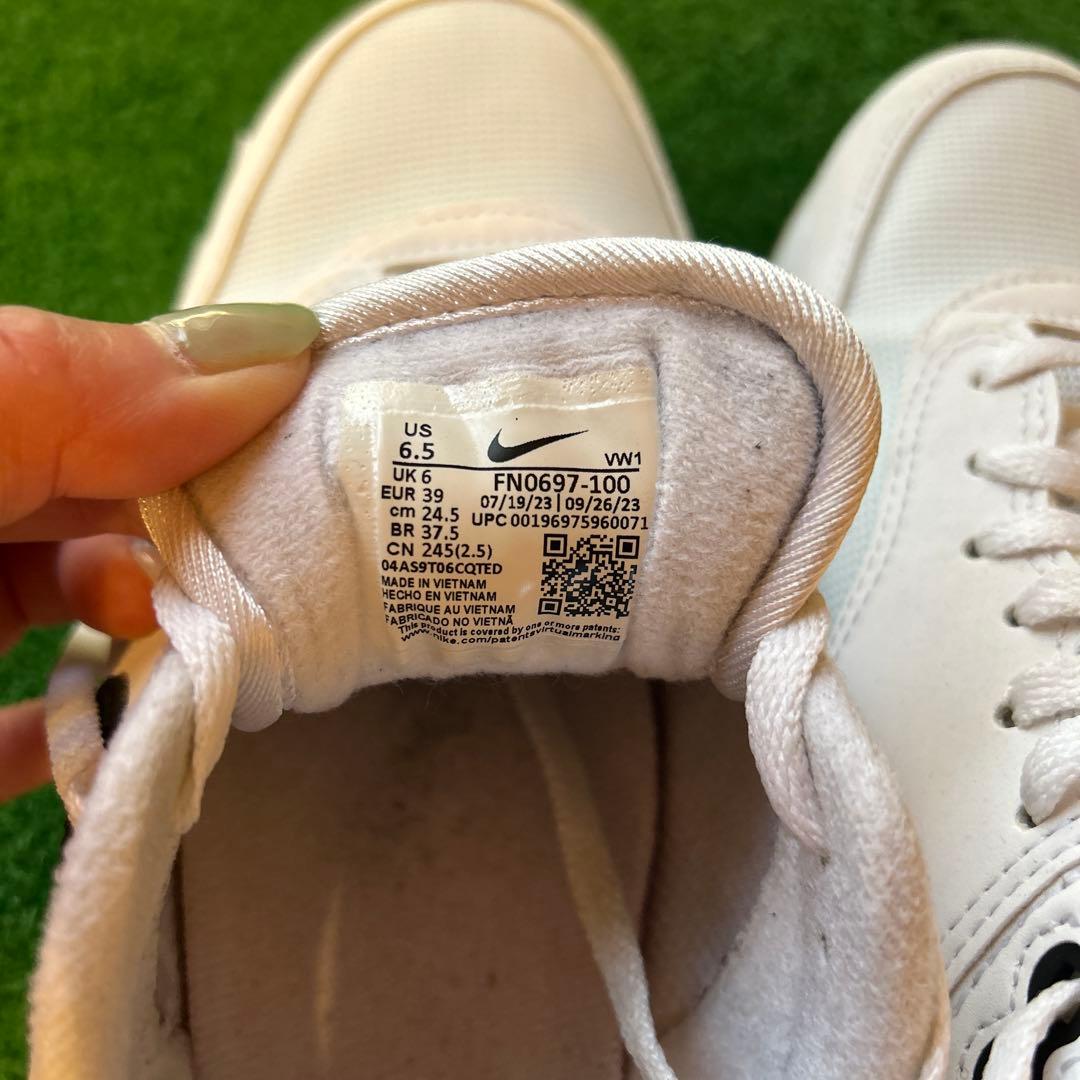 US
6.5
VW1
UK 6
FN0697-100
EUR 39
07/19/23 | 09/26/23
cm 24.5
UPC 00196975960071
BR 37.5
CN 245(2.5)
04AS9T06CQTED
MADE IN VIETNAM
HECHO EN VIETNAM
FABRIQUE AU VIETNAM
FABRICADO NO VIETNÃ
This product is covered by one or more patents:
www.nike.com/patentsvirtualmarking